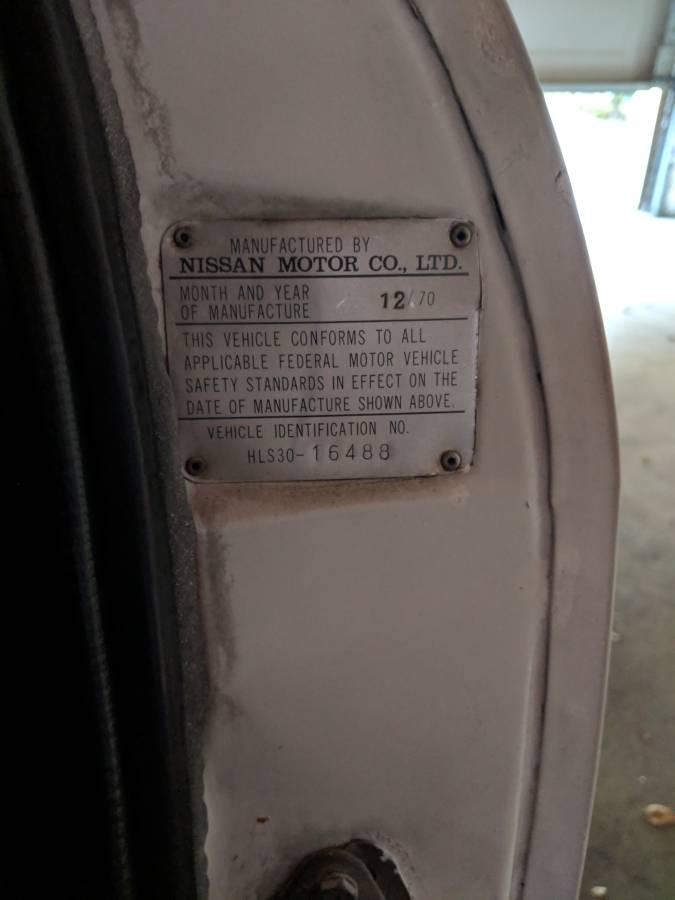 MANUFACTURED BY
NISSAN MOTOR CO., LTD.
MONTH AND YEAR
OF MANUFACTURE 12/70
THIS VEHICLE CONFORMS TO ALL
APPLICABLE FEDERAL MOTOR VEHICLE
SAFETY STANDARDS IN EFFECT ON THE
DATE OF MANUFACTURE SHOWN ABOVE.
VEHICLE IDENTIFICATION NO.
HLS30-16488